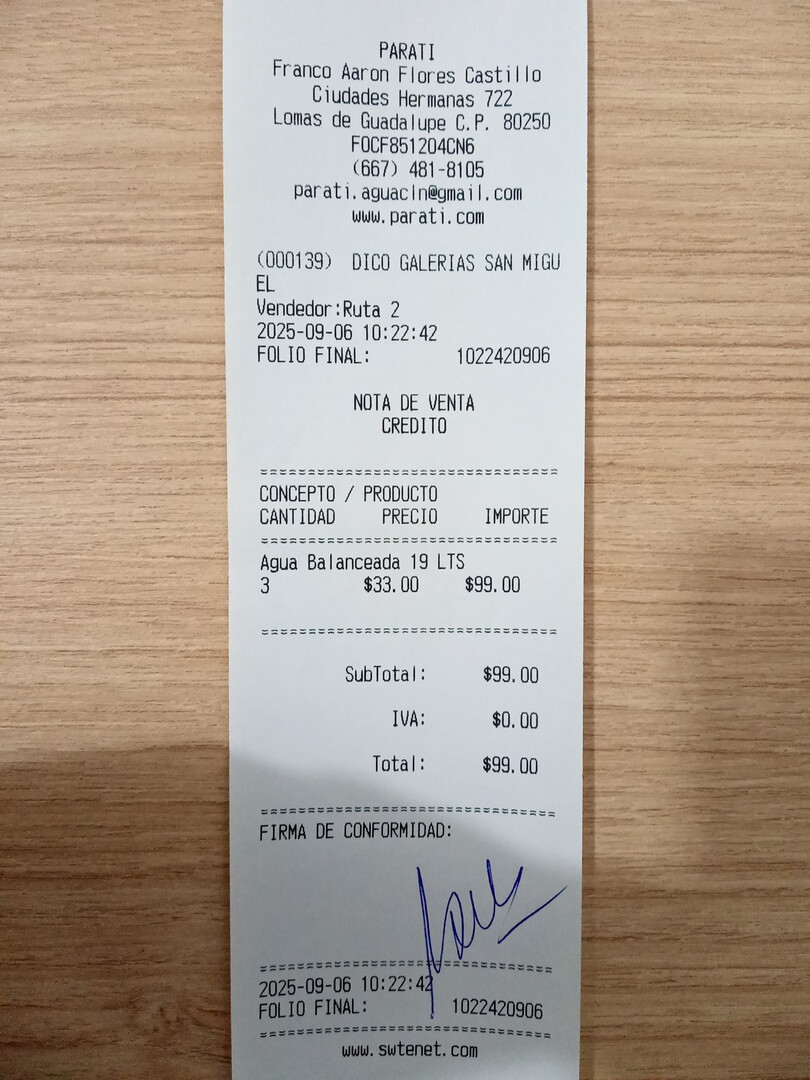 PARATI
Franco Aaron Flores Castillo
Ciudades Hermanas 722
Lomas de Guadalupe C.P. 80250
FOCF851204CN6
(667) 481-8105
parati.aguacln@gmail.com
www.parati.com
(000139) DICO GALERIAS SAN MIGU
EL
Vendedor:Ruta 2
2025-09-06 10:22:42
FOLIO FINAL: 1022420906
NOTA DE VENTA
CREDITO
===============================
CONCEPTO / PRODUCTO
CANTIDAD PRECIO IMPORTE
===============================
Agua Balanceada 19 LTS
3 $33.00 $99.00
===============================
SubTotal: $99.00
IVA: $0.00
Total: $99.00
===============================
FIRMA DE CONFORMIDAD:
===============================
2025-09-06 10:22:42
FOLIO FINAL: 1022420906
===============================
www.swtenet.com